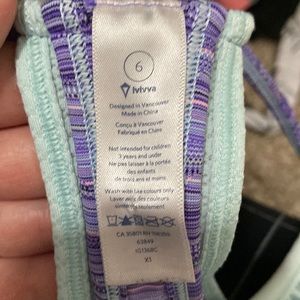 6
ivivva
Designed in Vancouver
Made in China
Conçu à Vancouver
Fabriqué en Chine
Not intended for children
3 years and under
Ne pas laisser à la portée
des enfants
de trois ans et moins
Wash with like colours only
Laver avec des couleurs
similaires seulement
CA 35801 RN
63849
X1